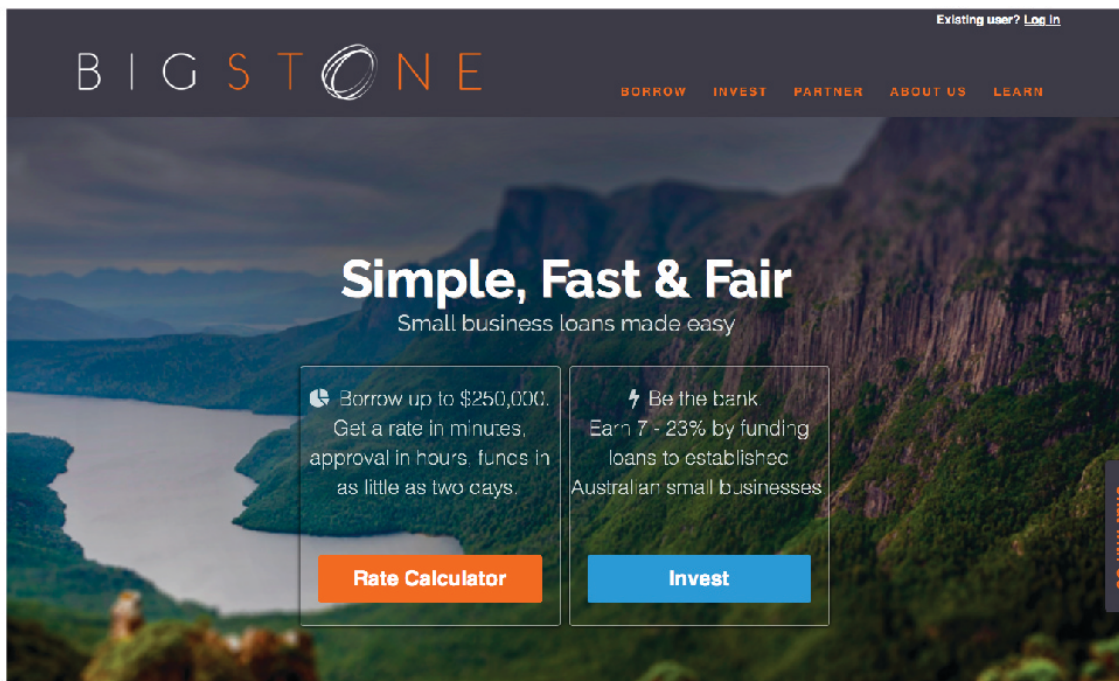 Existing user? Log in
BIGSTONE
BORROW INVEST PARTNER ABOUT US LEARN
Simple, Fast & Fair
Small business loans made easy
Borrow up to $250,000.
Get a rate in minutes,
approval in hours, funds in
as little as two days.
Rate Calculator
Be the bank
Earn 7 - 23% by funding
loans to established
Australian small businesses
Invest